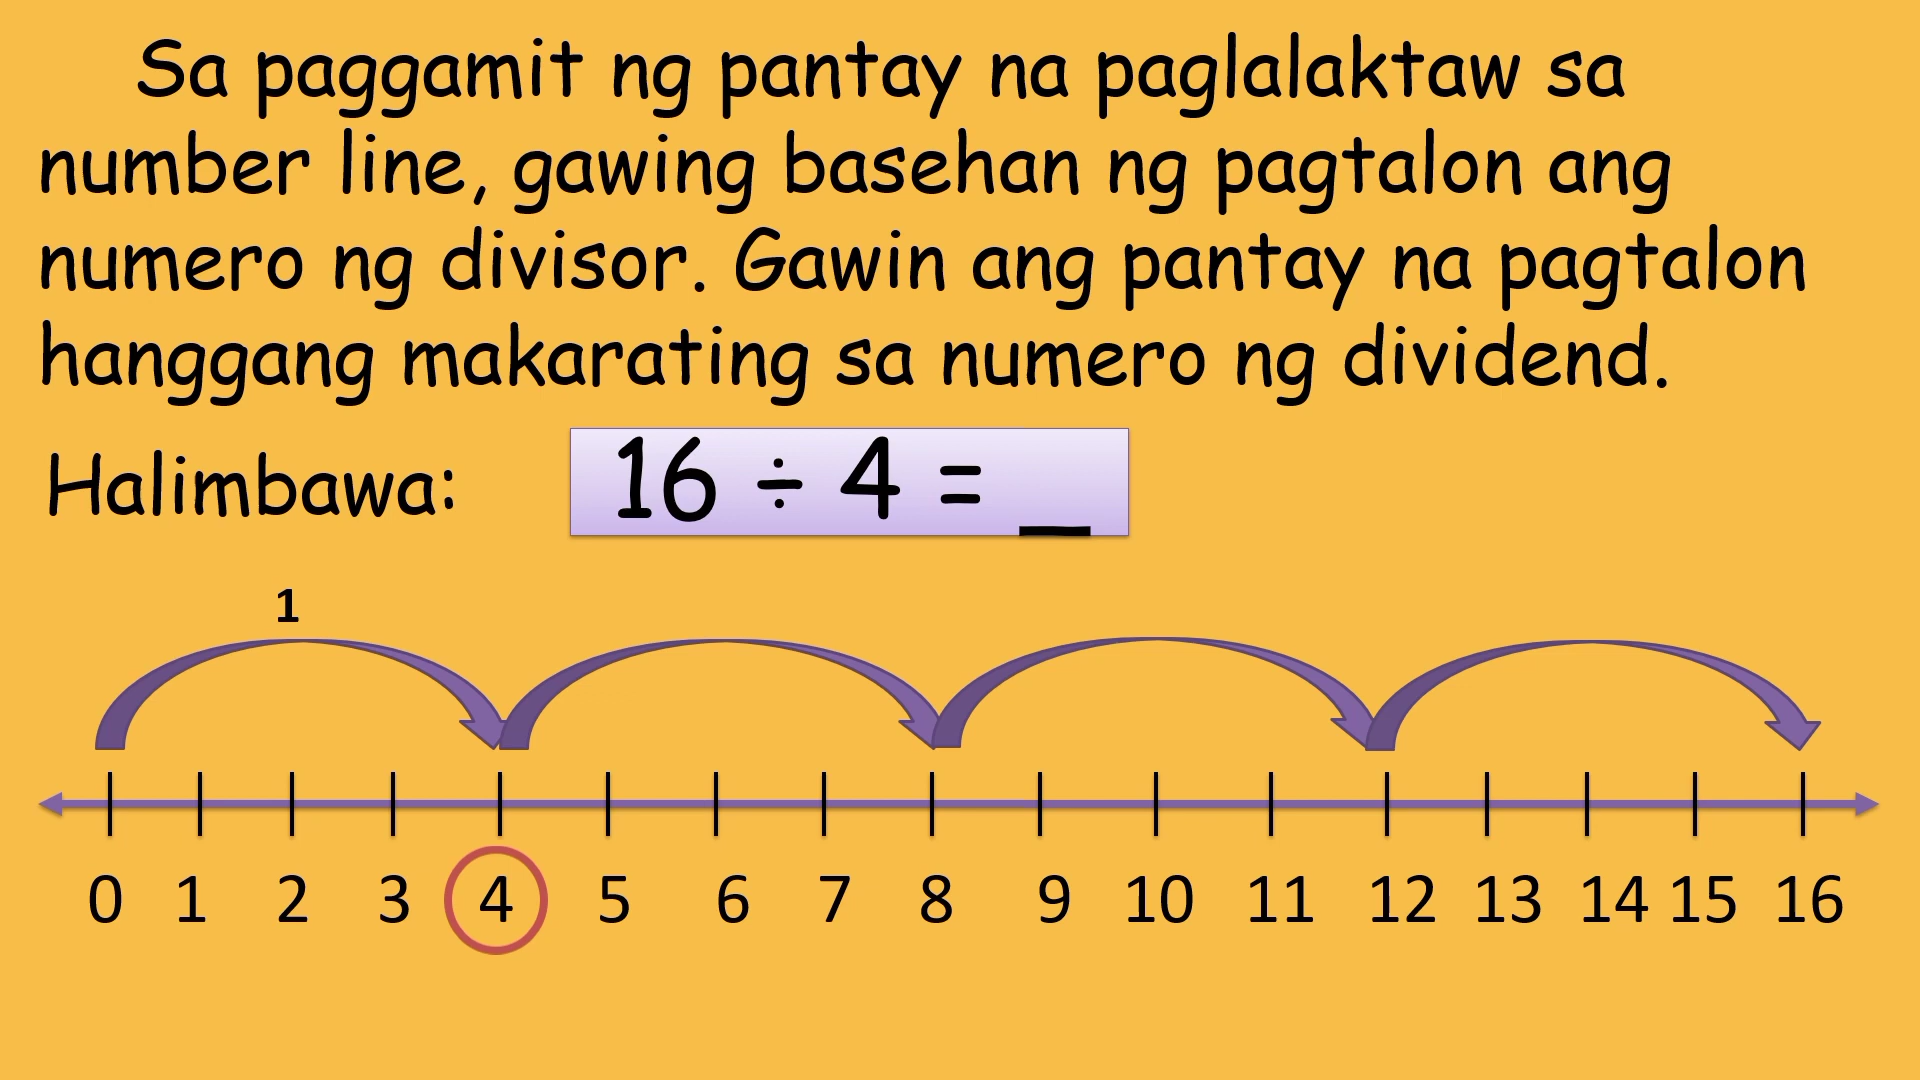 Sa paggamit ng pantay na paglalaktaw sa
number line, gawing basehan ng pagtalon ang
numero ng divisor. Gawin ang pantay na pagtalon
hanggang makarating sa numero ng dividend.
Halimbawa: 16 ÷ 4 = _
1
0 1 2 3 4 5 6 7 8 9 10 11 12 13 14 15 16